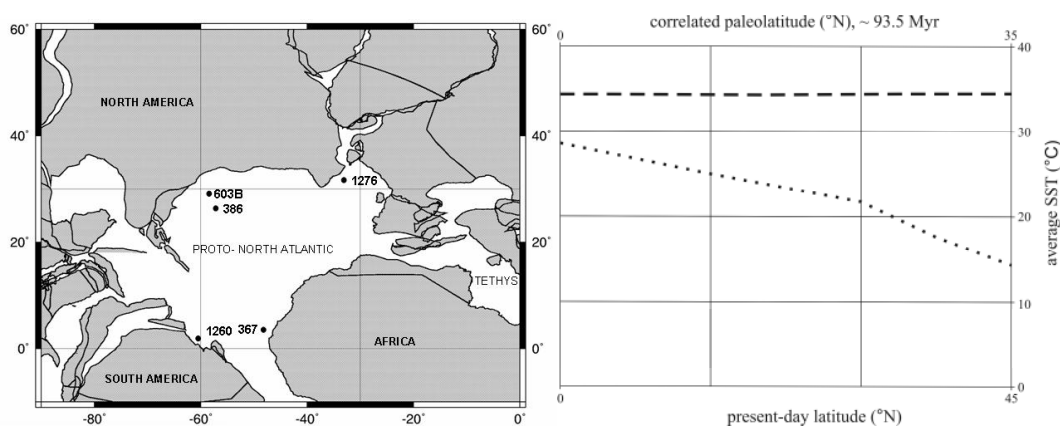 60˚
60˚
NORTH AMERICA
40˚
40˚
1276
603B
386
20˚
20˚
PROTO- NORTH ATLANTIC
TETHYS
1260
367
AFRICA
0˚
0˚
SOUTH AMERICA
-80˚
-60˚
-40˚
-20˚
0˚
correlated paleolatitude (°N), ~ 93.5 Myr
0
35
40
30
20
10
0
average SST (°C)
0
45
present-day latitude (°N)